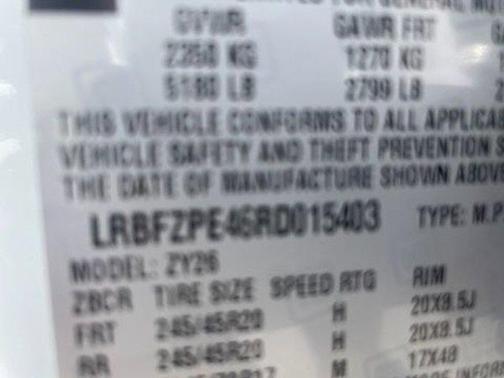 FOR GENERAL
GVWR GAWR FRT
2350 KG 1270 KG
5180 LB 2799 LB
THIS VEHICLE CONFORMS TO ALL
VEHICLE SAFETY AND THEFT PREVENTION
THE DATE OF MANUFACTURE SHOWN
LRBFZPE46RD015403 TYPE: M.P
MODEL: ZY26
ZBCR TIRE SIZE SPEED RTG RIM
FRT 245/45R20 H 20X8.5J
RR 245/45R20 H 20X8.5J
M 17X4B